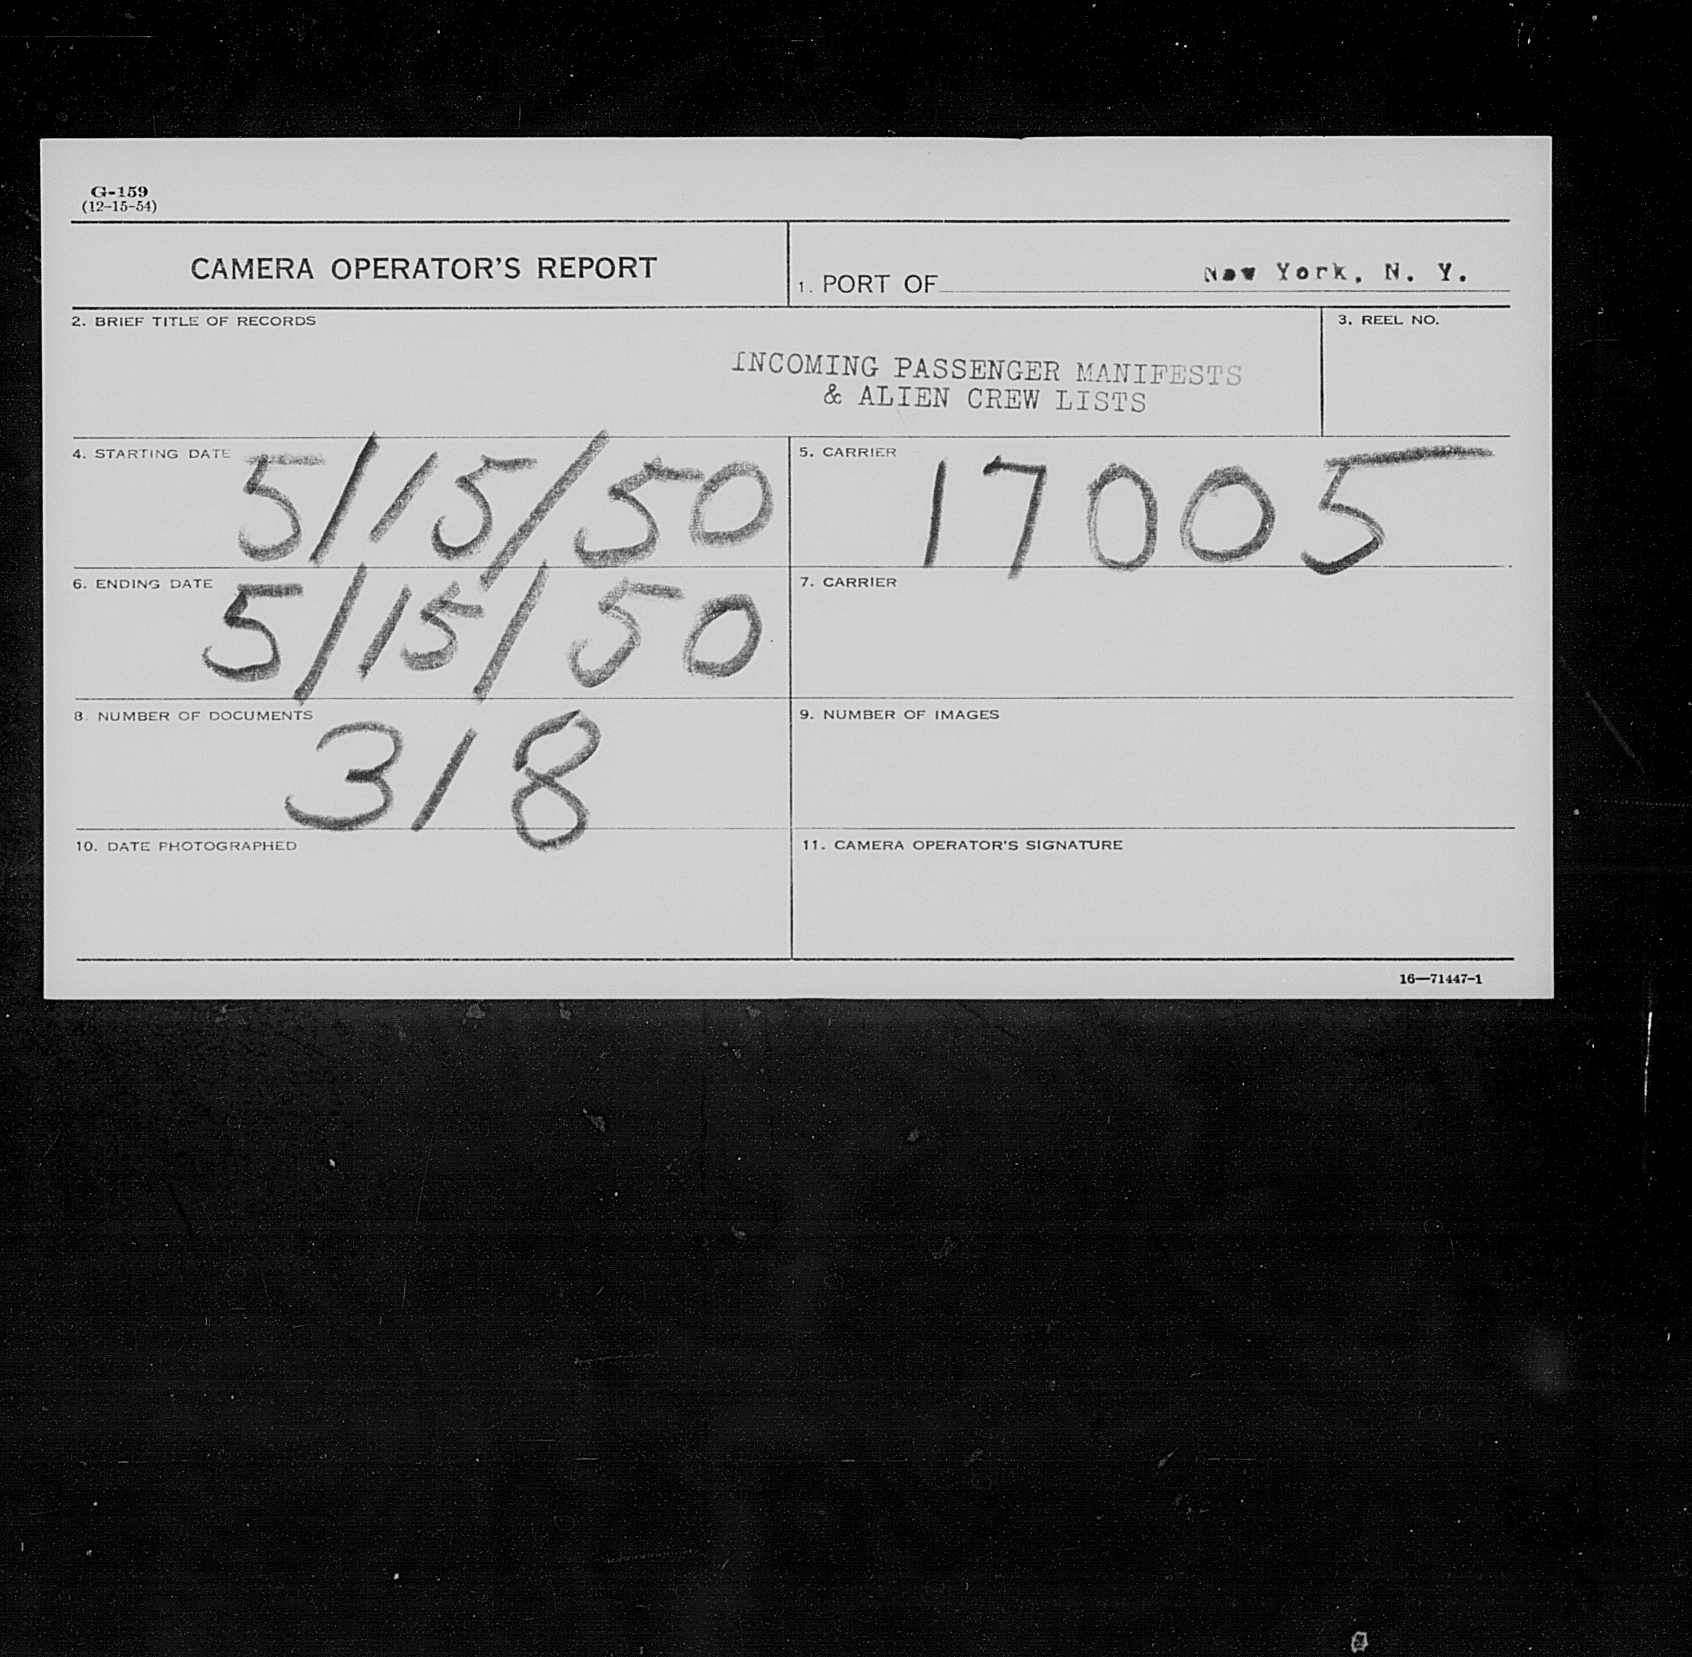 G-159
(12-15-54)
CAMERA OPERATOR'S REPORT
1. PORT OF New York, N. Y.
2. BRIEF TITLE OF RECORDS
3. REEL NO.
INCOMING PASSENGER MANIFESTS
& ALIEN CREW LISTS
4. STARTING DATE 5/15/50
5. CARRIER 17005
6. ENDING DATE 5/15/50
7. CARRIER
8. NUMBER OF DOCUMENTS 318
9. NUMBER OF IMAGES
10. DATE PHOTOGRAPHED
11. CAMERA OPERATOR'S SIGNATURE
16—71447-1